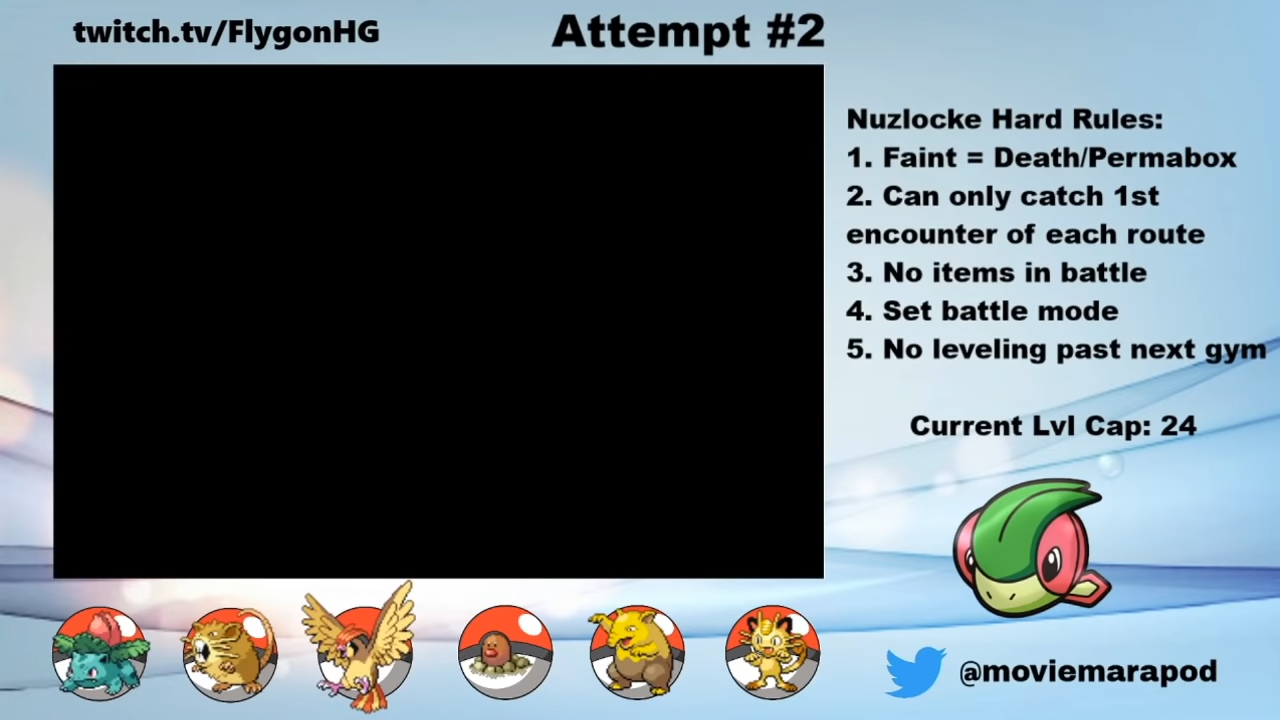 twitch.tv/FlygonHG
Attempt #2
Nuzlocke Hard Rules:
1. Faint = Death/Permabox
2. Can only catch 1st
encounter of each route
3. No items in battle
4. Set battle mode
5. No leveling past next gym
Current Lvl Cap: 24
@moviemarapod